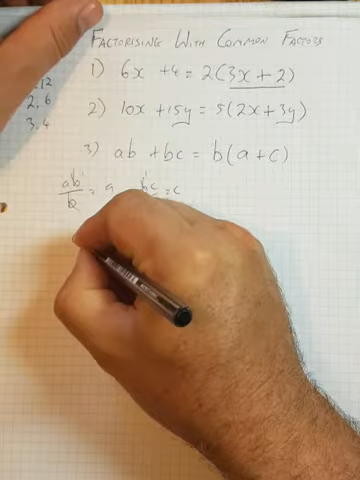 FACTORISING WITH COMMON FACTORS
1) 6x +4 = 2(3x + 2)
12
2, 6
2) 10x + 15y = 5(2x + 3y)
3, 4
3) ab + bc = b(a + c)
ab/b = a bc = c